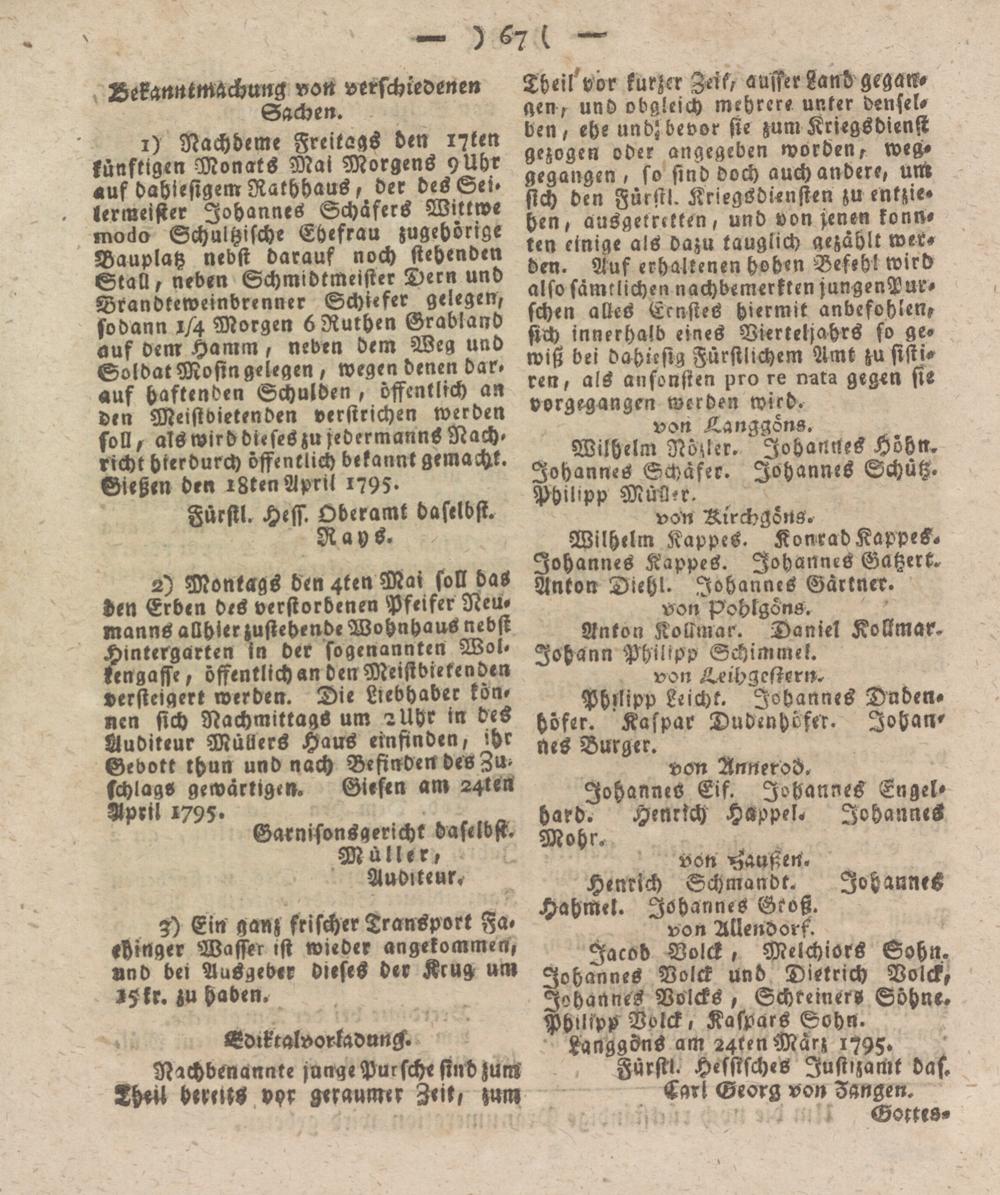 — ) 67 ( —
Bekanntmachung von verschiedenen
Sachen.
1) Nachdeme Freitags den 17ten
künftigen Monats Mai Morgens 9 Uhr
auf dahiesigem Rathhaus, der des Sei-
lermeister Johannes Schäfers Wittwe
modo Schultzische Ehefrau zugehörige
Bauplatz nebst darauf noch stehenden
Stall, neben Schmidtmeister Dern und
Brandteweinbrenner Schiefer gelegen,
sodann 1/4 Morgen 6 Ruthen Grabland
auf dem Hamm, neben dem Weg und
Soldat Mosin gelegen, wegen denen dar-
auf haftenden Schulden, öffentlich an
den Meistbietenden verstrichen werden
soll, als wird dieses zu jedermanns Nach-
richt hierdurch öffentlich bekannt gemacht.
Gießen den 18ten April 1795.
Fürstl. Hess. Oberamt daselbst.
Rays.
2) Montags den 4ten Mai soll das
den Erben des verstorbenen Pfeifer Neu-
manns allhier zustehende Wohnhaus nebst
Hintergarten in der sogenannten Wol-
kengasse, öffentlich an den Meistbietenden
versteigert werden. Die Liebhaber kön-
nen sich Nachmittags um 2 Uhr in des
Auditeur Müllers Haus einfinden, ihr
Gebott thun und nach Befinden des Zu-
schlags gewärtigen. Giesen am 24ten
April 1795.
Garnisonsgericht daselbst.
Müller,
Auditeur.
3) Ein ganz frischer Transport Fa-
chinger Wasser ist wieder angekommen,
und bei Ausgeber dieses der Krug um
15 kr. zu haben.
Ediktalvorladung.
Nachbenannte junge Pursche sind zum
Theil bereits vor geraumer Zeit, zum
Theil vor kurzer Zeit, ausser Land gegan-
gen, und obgleich mehrere unter densel-
ben, ehe und bevor sie zum Kriegsdienst
gezogen oder angegeben worden, weg-
gegangen, so sind doch auch andere, um
sich den Fürstl. Kriegsdiensten zu entzie-
hen, ausgetretten, und von jenen konn-
ten einige als dazu tauglich gezählt wer-
den. Auf erhaltenen hohen Befehl wird
also sämtlichen nachbemerkten jungen Pur-
schen alles Ernstes hiermit anbefohlen,
sich innerhalb eines Vierteljahrs so ge-
wiß bei dahiesig Fürstlichem Amt zu sisti-
ren, als ansonsten pro re nata gegen sie
vorgegangen werden wird.
von Langgöns.
Wilhelm Nözler. Johannes Höhn.
Johannes Schäfer. Johannes Schütz.
Philipp Müller.
von Kirchgöns.
Wilhelm Kappes. Konrad Kappes.
Johannes Kappes. Johannes Gatzert.
Anton Diehl. Johannes Gärtner.
von Pohlgöns.
Anton Kollmar. Daniel Kollmar.
Johann Philipp Schimmel.
von Leihgestern.
Philipp Leicht. Johannes Duden-
höfer. Kaspar Dudenhöfer. Johan-
nes Burger.
von Annerod.
Johannes Eif. Johannes Engel-
hard. Henrich Happel. Johannes
Mohr.
von Haußen.
Henrich Schmandt. Johannes
Hahmel. Johannes Groß.
von Allendorf.
Jacob Volck, Melchiors Sohn.
Johannes Volck und Dietrich Volck,
Johannes Volcks, Schreiners Söhne.
Philipp Volck, Kaspars Sohn.
Langgöns am 24ten März 1795.
Fürstl. Hessisches Justizamt das.
Carl Georg von Zangen.
Gottes-